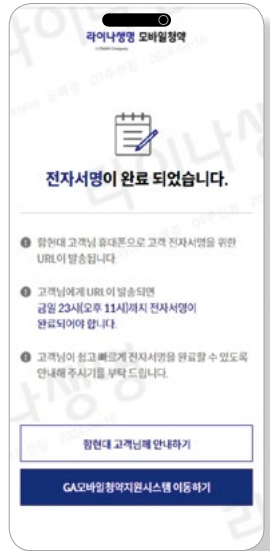 라이나생명 모바일청약
전자서명이 완료 되었습니다.
함현대 고객님 휴대폰으로 고객 전자서명을 위한
URL이 발송됩니다.
고객님에게 URL이 발송되면
금일 23시(오후 11시)까지 전자서명이
완료되어야 합니다.
고객님이 쉽고 빠르게 전자서명을 완료할 수 있도록
안내해 주시기를 부탁 드립니다.
함현대 고객님께 안내하기
GA모바일청약지원시스템 이동하기